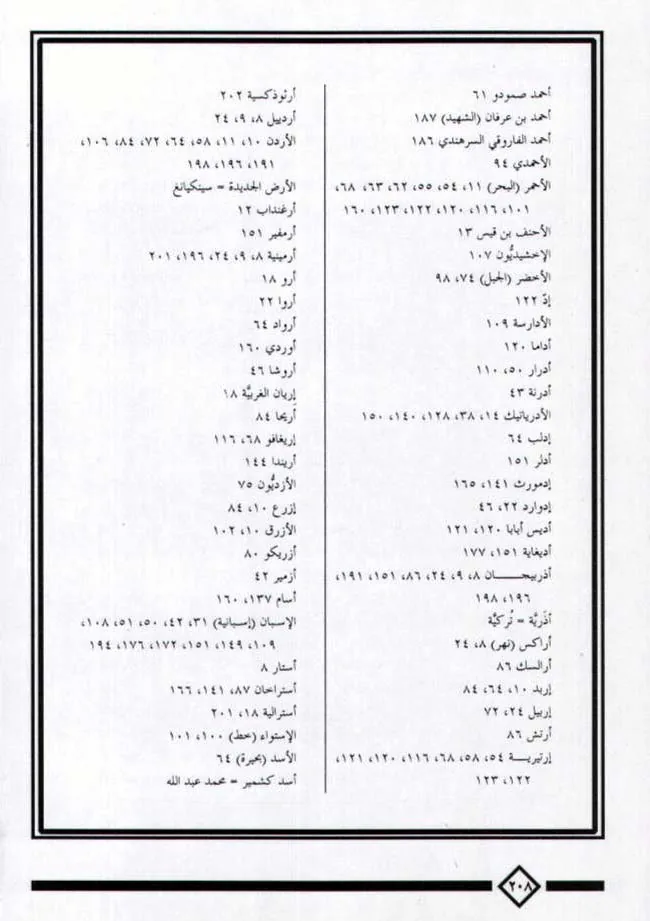 أحمد صمودو ٦١
أحمد بن عرفان (الشهيد) ١٨٧
أحمد الفاروقي السرهندي ١٨٦
الأحمدي ٩٤
الأحمر (البحر) ١١، ٥٤، ٥٥، ٦٢، ٦٣، ٦٨،
١٠١، ١١٦، ١٢٠، ١٢٢، ١٢٣، ١٦٠
الأحنف بن قيس ١٣
الإخشيديُّون ١٠٧
الأخضر (الجبل) ٧٤، ٩٨
إدّ ١٢٢
الأدارسة ١٠٩
أداما ١٢٠
أدرار ٥٠، ١١٠
أدرنة ٤٣
الأدرياتيك ١٤، ٣٨، ١٢٨، ١٤٠، ١٥٠
إدلب ٦٤
أدلر ١٥١
إدمورت ١٤١، ١٦٥
إدوارد ٢٢، ٤٦
أديس أبابا ١٢٠، ١٢١
أديغاية ١٥١، ١٧٧
أذربيجـــان ٨، ٩، ٢٤، ٨٦، ١٥١، ١٩١،
١٩٦، ١٩٨
أذَريَّة = تُركيَّة
أراكس (نهر) ٨، ٢٤
أرالسك ٨٦
إربد ١٠، ٦٤، ٨٤
إربيل ٢٤، ٧٢
أرتش ٨٦
إرتيريـــة ٥٤، ٥٨، ٦٨، ١١٦، ١٢٠، ١٢١،
١٢٢، ١٢٣
أرثوذكسية ٢٠٢
أردبيل ٨، ٩، ٢٤
الأردن ١٠، ١١، ٥٨، ٦٤، ٧٢، ٨٤، ١٠٦،
١٩١، ١٩٦، ١٩٨
الأرض الجديدة = سينكيانغ
أرغنداب ١٢
أرمفير ١٥١
أرمينية ٨، ٩، ٢٤، ١٩٦، ٢٠١
أرو ١٨
أروا ٢٢
أرواد ٦٤
أوردي ١٦٠
أروشا ٤٦
إريان الغربيَّة ١٨
أريحا ٨٤
إريغافو ٦٨، ١١٦
أريندا ١٤٤
الأزديُّون ٧٥
إزرع ١٠، ٨٤
الأزرق ١٠، ١٠٢
أزريكو ٨٠
أزمير ٤٢
أسام ١٣٧، ١٦٠
الإسبان (إسبانية) ٣١، ٤٢، ٥٠، ٥١، ١٠٨،
١٠٩، ١٤٩، ١٥١، ١٧٢، ١٧٦، ١٩٤
أستار ٨
أستراخان ٨٧، ١٤١، ١٦٦
أسترالية ١٨، ٢٠١
الإستواء (خط) ١٠٠، ١٠١
الأسد (بحيرة) ٦٤
أسد كشمير = محمد عبد الله
٢٠٨